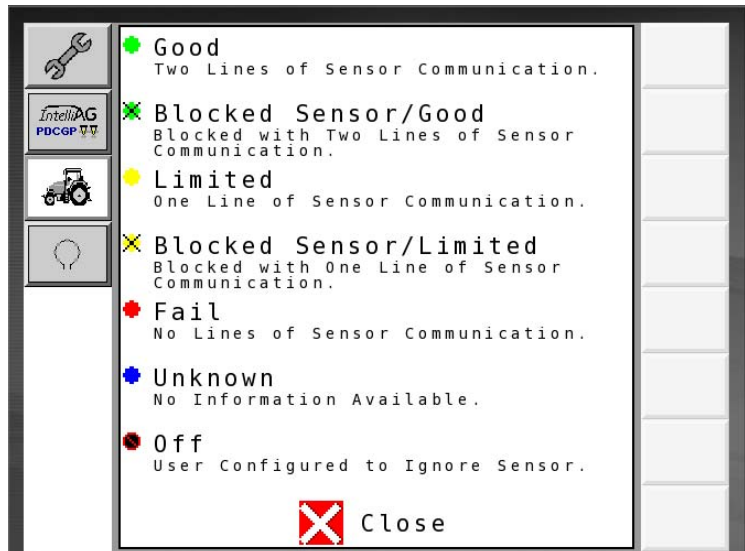 IntelliAG
PDCGP
Good
Two Lines of Sensor Communication.
Blocked Sensor/Good
Blocked with Two Lines of Sensor
Communication.
Limited
One Line of Sensor Communication.
Blocked Sensor/Limited
Blocked with One Line of Sensor
Communication.
Fail
No Lines of Sensor Communication.
Unknown
No Information Available.
Off
User Configured to Ignore Sensor.
Close